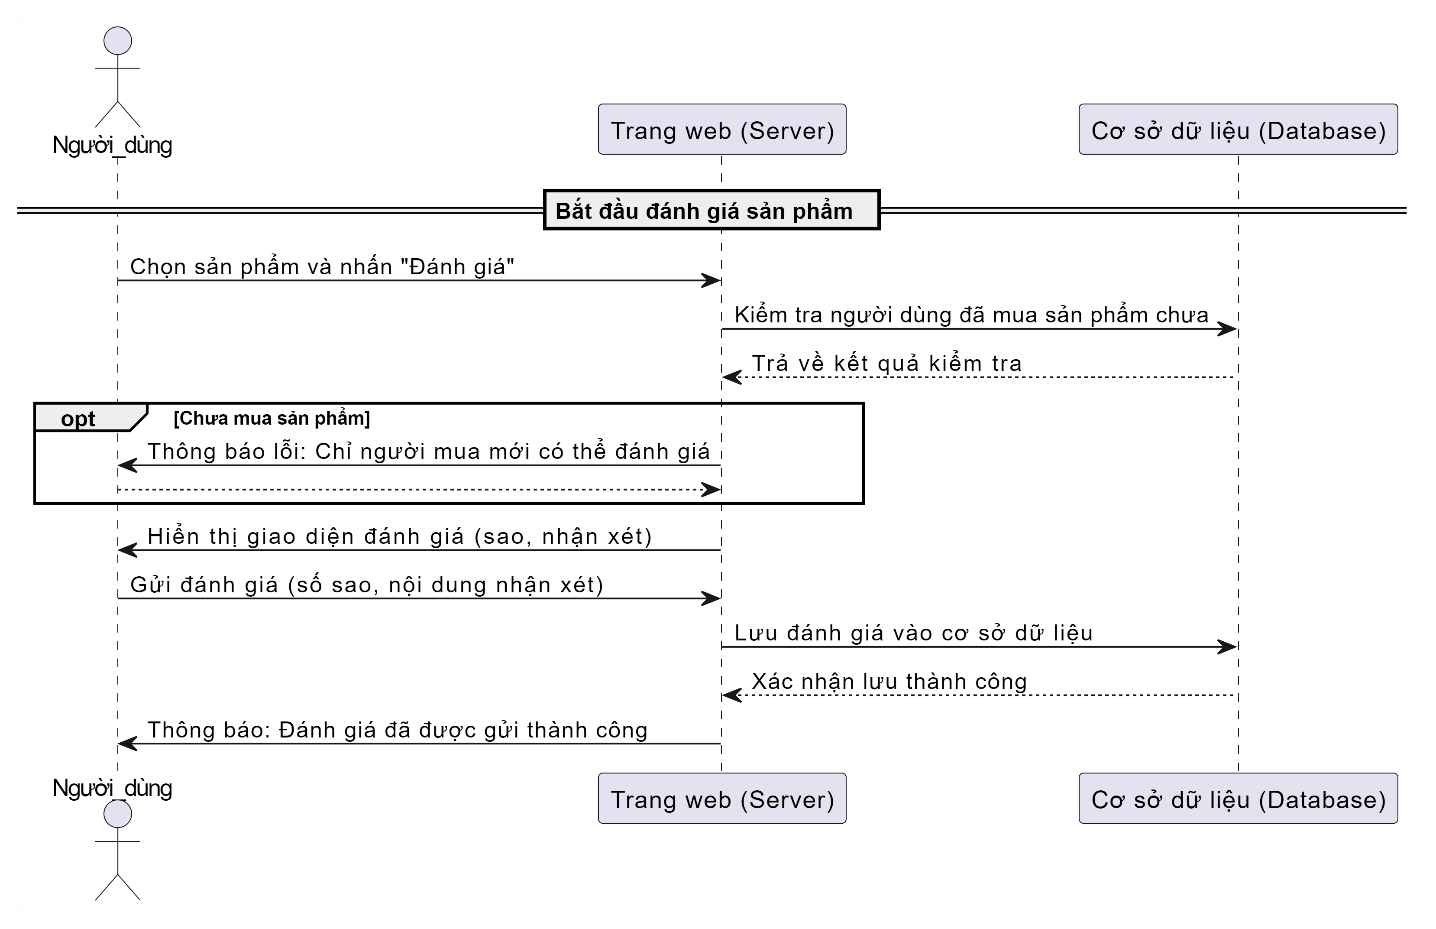 Người_dùng
Trang web (Server)
Cơ sở dữ liệu (Database)
Bắt đầu đánh giá sản phẩm
Chọn sản phẩm và nhấn "Đánh giá"
Kiểm tra người dùng đã mua sản phẩm chưa
Trả về kết quả kiểm tra
opt
[Chưa mua sản phẩm]
Thông báo lỗi: Chỉ người mua mới có thể đánh giá
Hiển thị giao diện đánh giá (sao, nhận xét)
Gửi đánh giá (số sao, nội dung nhận xét)
Lưu đánh giá vào cơ sở dữ liệu
Xác nhận lưu thành công
Thông báo: Đánh giá đã được gửi thành công
Người_dùng
Trang web (Server)
Cơ sở dữ liệu (Database)